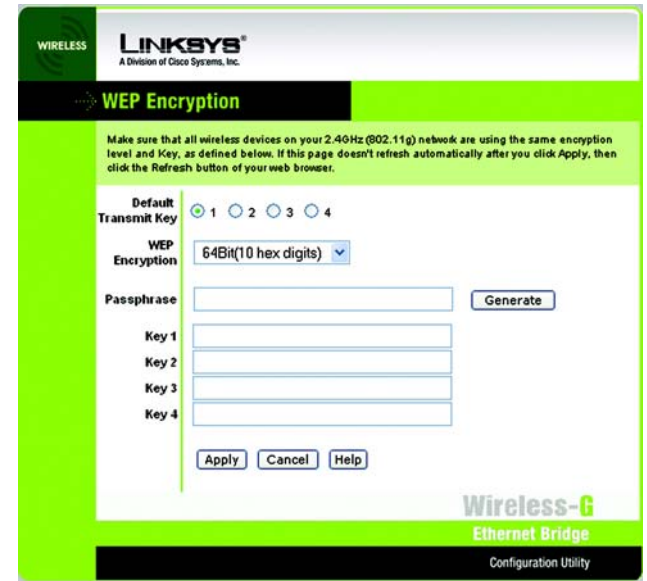 WIRELESS
LINKSYS®
A Division of Cisco Systems, Inc.
WEP Encryption
Make sure that all wireless devices on your 2.4GHz (802.11g) network are using the same encryption
level and Key, as defined below. If this page doesn't refresh automatically after you click Apply, then
click the Refresh button of your web browser.
Default
Transmit Key
1 2 3 4
WEP
Encryption
64Bit(10 hex digits)
Passphrase
Generate
Key 1
Key 2
Key 3
Key 4
Apply Cancel Help
Wireless-G
Ethernet Bridge
Configuration Utility